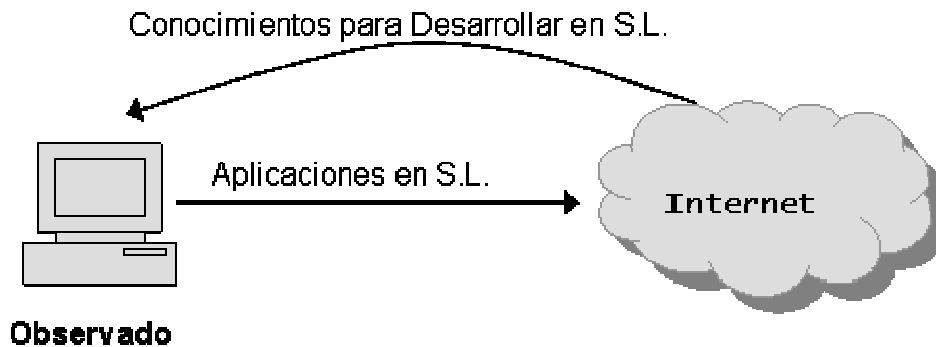 Conocimientos para Desarrollar en S.L.
Aplicaciones en S.L.
Internet
Observado